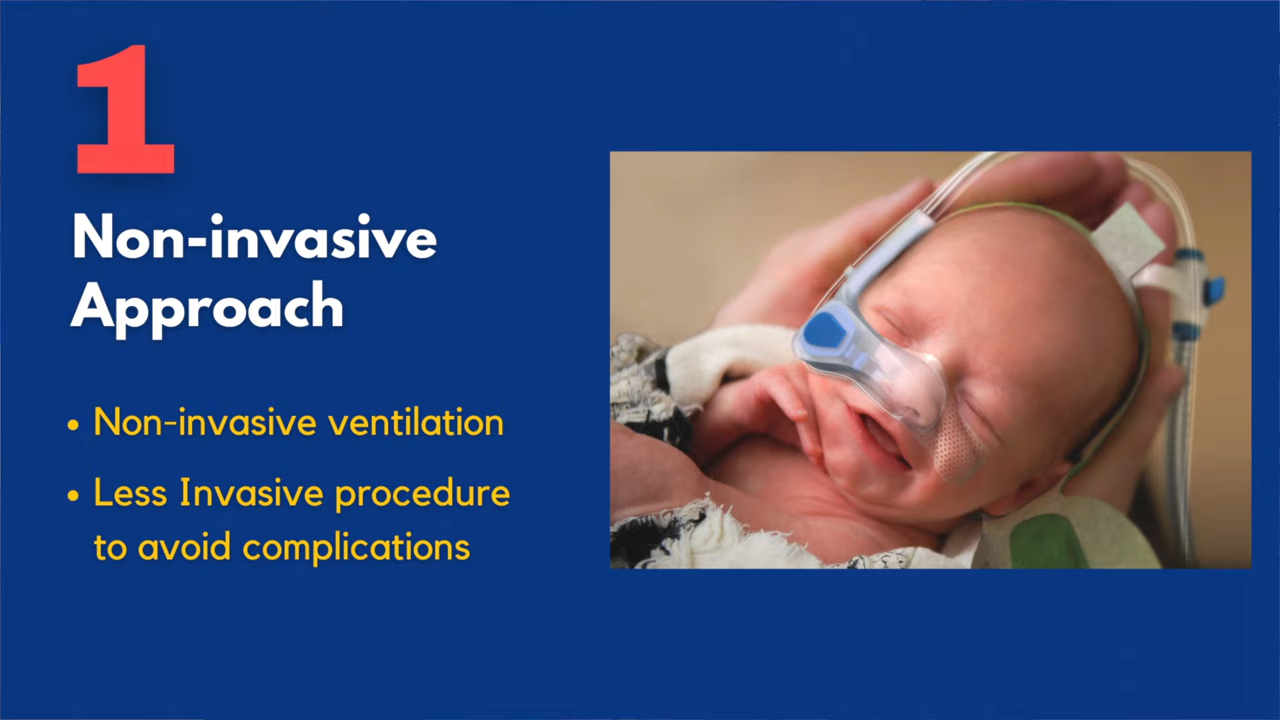 1
Non-invasive
Approach
• Non-invasive ventilation
• Less Invasive procedure
to avoid complications